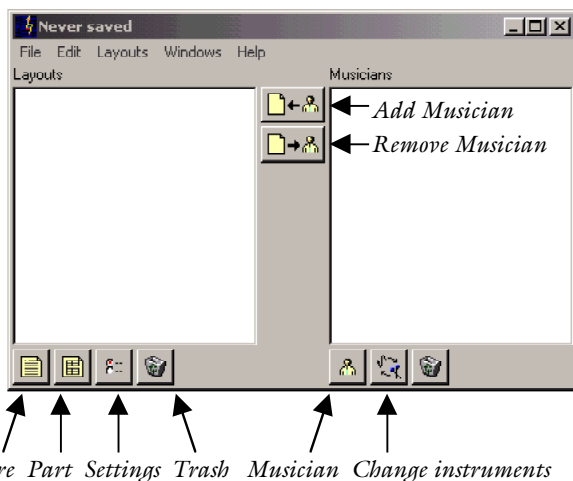 Never saved
File Edit Layouts Windows Help
Layouts
Musicians
Add Musician
Remove Musician
re Part Settings Trash Musician Change instruments